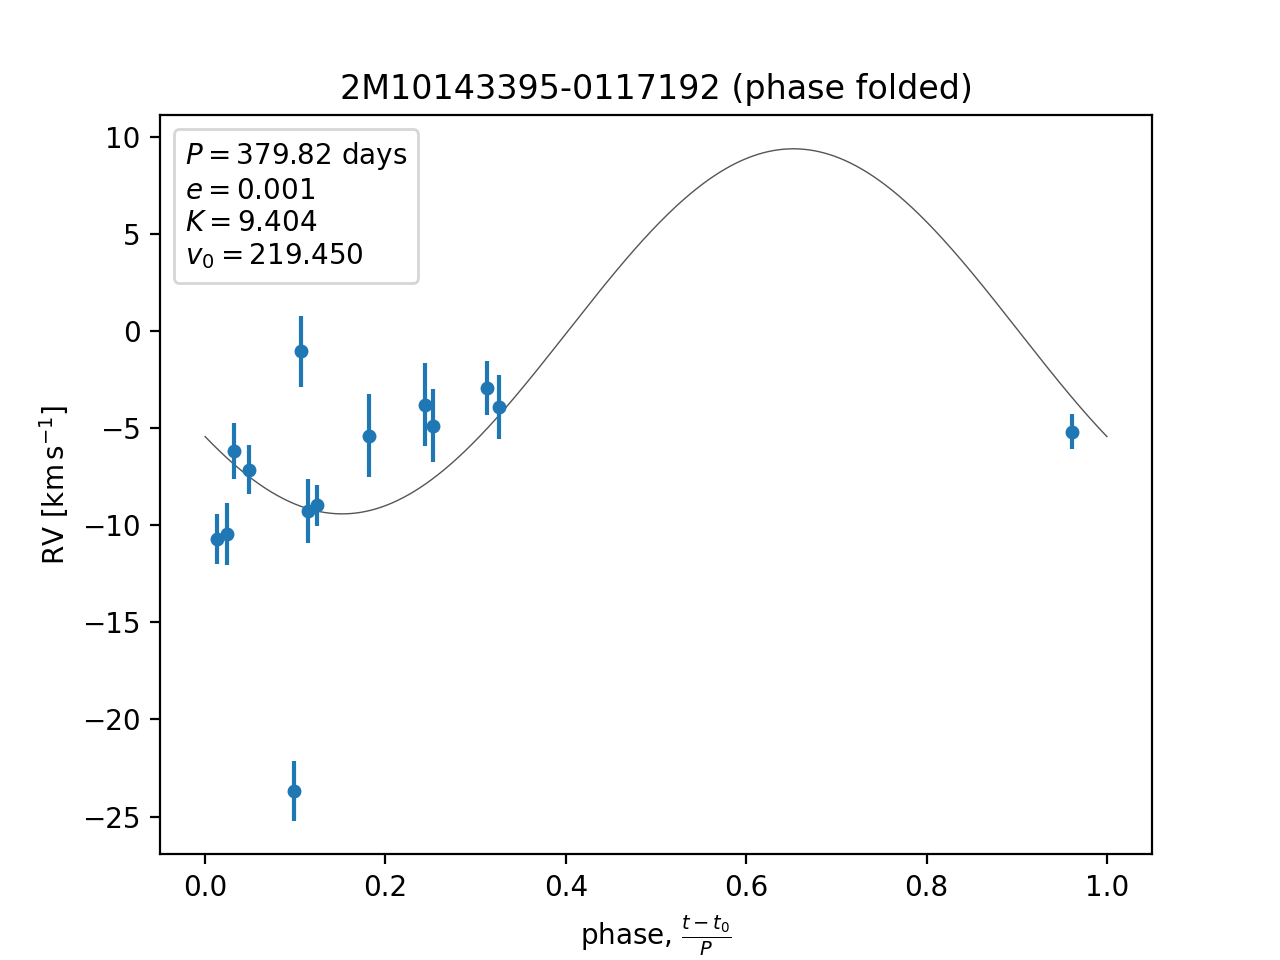 2M10143395-0117192 (phase folded)
P = 379.82 days
e = 0.001
K = 9.404
v₀ = 219.450
10
5
0
−5
−10
−15
−20
−25
RV [km s⁻¹]
0.0 0.2 0.4 0.6 0.8 1.0
phase, (t − t₀)/P